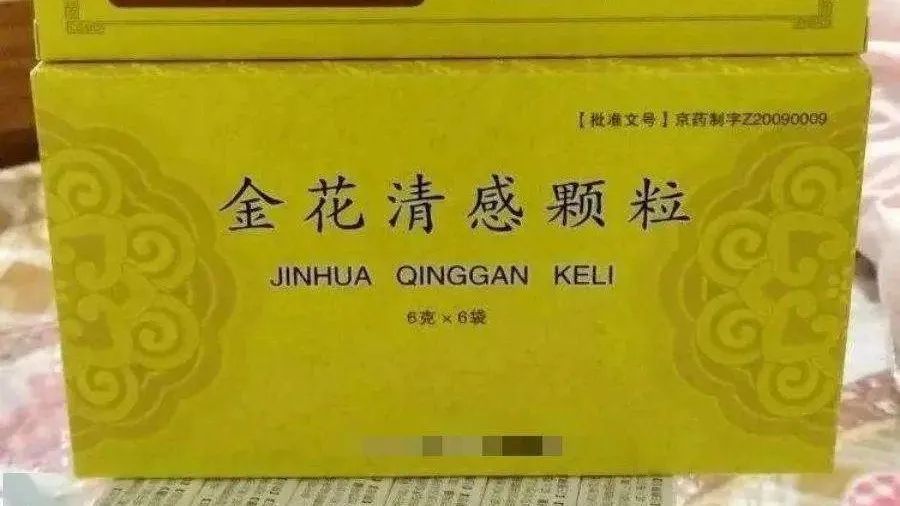 【批准文号】京药制字Z20090009
金花清感颗粒
JINHUA QINGGAN KELI
6克×6袋